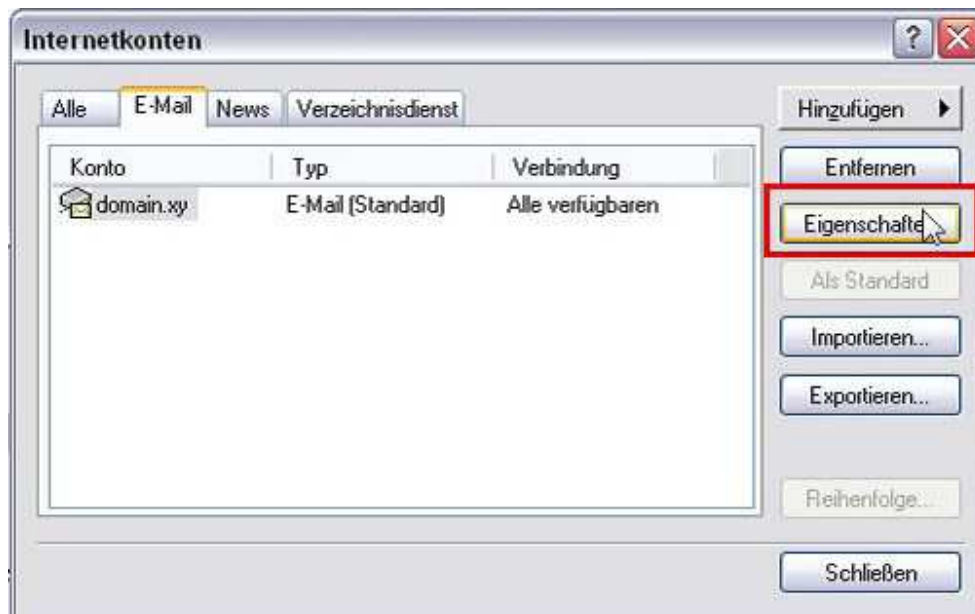 Internetkonten
Alle E-Mail News Verzeichnisdienst
Konto Typ Verbindung
domain.xy E-Mail (Standard) Alle verfügbaren
Hinzufügen
Entfernen
Eigenschafte
Als Standard
Importieren...
Exportieren...
Reihenfolge...
Schließen